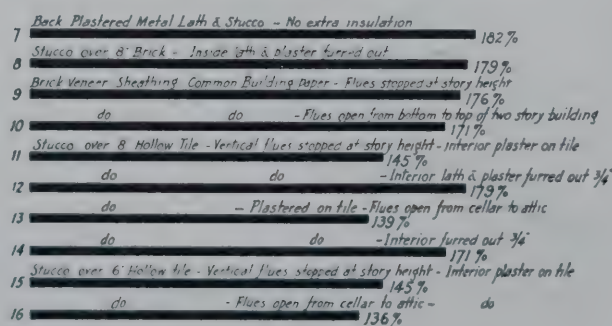 Back Plastered Metal Lath & Stucco - No extra insulation
7 182%
Stucco over 8" Brick - Inside lath & plaster furred out
8 179%
Brick Veneer Sheathing Common Building paper - Flues stopped at story height
9 176%
do do - Flues open from bottom to top of two story building
10 171%
Stucco over 8 Hollow Tile - Vertical flues stopped at story height - interior plaster on tile
11 145%
do do - Interior lath & plaster furred out 3/4"
12 179%
do - Plastered on tile - Flues open from cellar to attic
13 139%
do do - Interior furred out 3/4"
14 171%
Stucco over 6" Hollow tile - Vertical flues stopped at story height - Interior plaster on tile
15 145%
do - Flues open from cellar to attic - do
16 136%